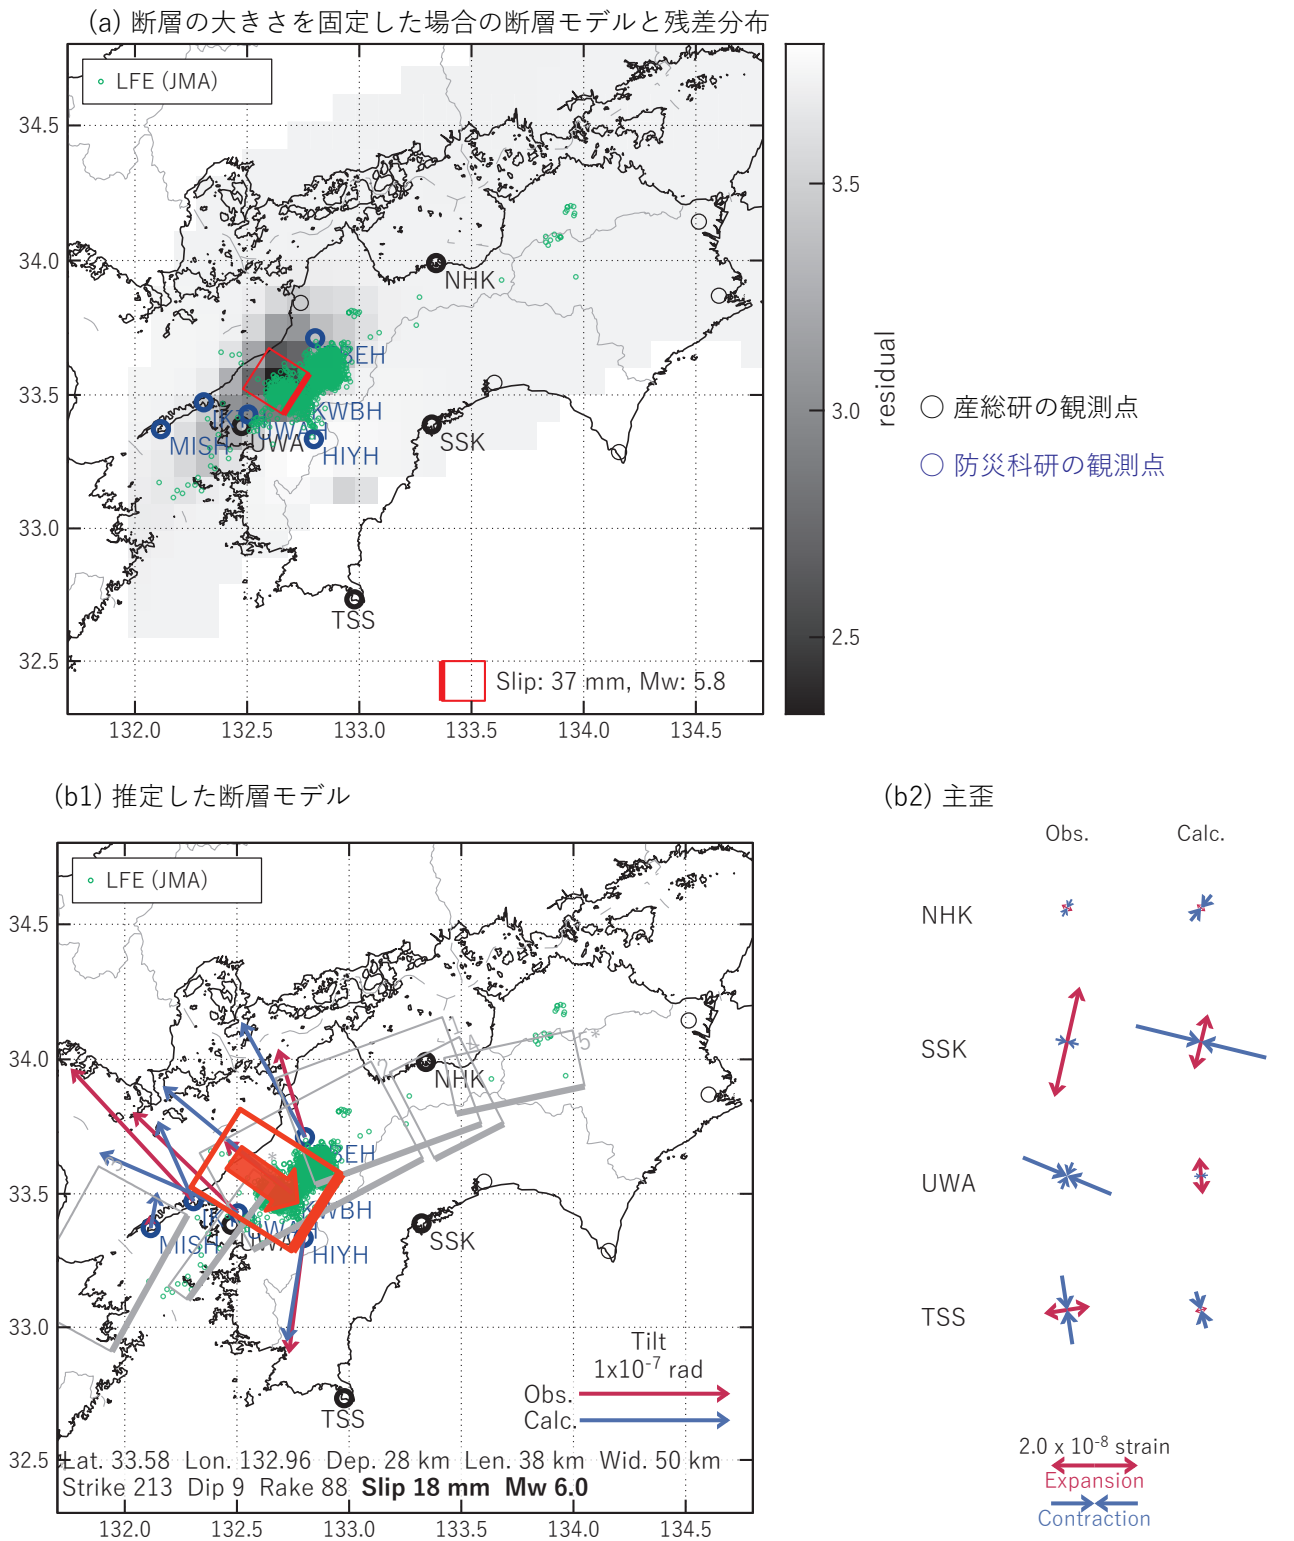 (a) 断層の大きさを固定した場合の断層モデルと残差分布
LFE (JMA)
34.5
34.0
33.5
33.0
32.5
NHK
KWBH
UWA
MISH
HIYH
SSK
TSS
Slip: 37 mm, Mw: 5.8
132.0 132.5 133.0 133.5 134.0 134.5
3.5
3.0
2.5
residual
産総研の観測点
防災科研の観測点
(b1) 推定した断層モデル
LFE (JMA)
34.5
34.0
33.5
33.0
32.5
5*
NHK
MISH
HIYH
SSK
TSS
Tilt
1x10-7 rad
Obs.
Calc.
Lat. 33.58 Lon. 132.96 Dep. 28 km Len. 38 km Wid. 50 km
Strike 213 Dip 9 Rake 88 Slip 18 mm Mw 6.0
132.0 132.5 133.0 133.5 134.0 134.5
(b2) 主歪
Obs. Calc.
NHK
SSK
UWA
TSS
2.0 x 10-8 strain
Expansion
Contraction